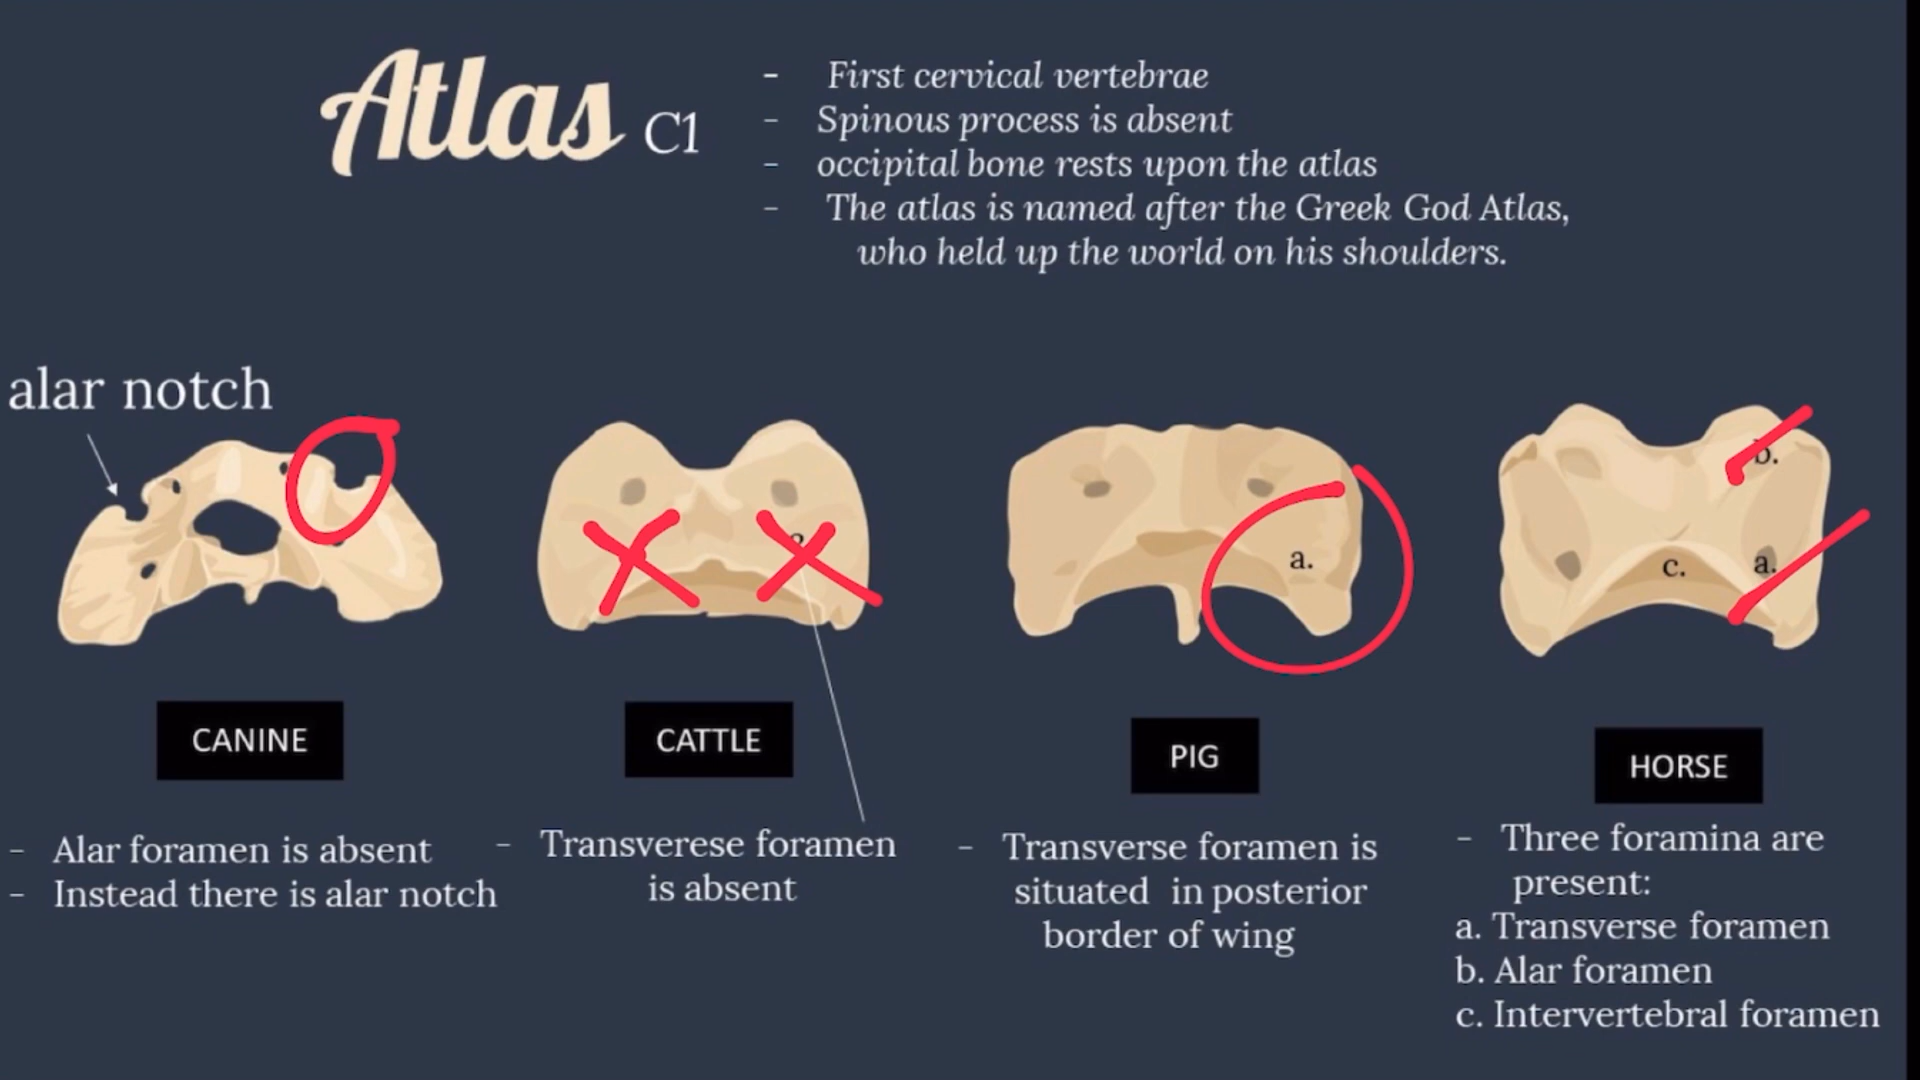 Atlas C1
- First cervical vertebrae
- Spinous process is absent
- occipital bone rests upon the atlas
- The atlas is named after the Greek God Atlas,
who held up the world on his shoulders.
alar notch
a.
b.
c.
a.
CANINE
- Alar foramen is absent
- Instead there is alar notch
CATTLE
- Transverese foramen
is absent
PIG
- Transverse foramen is
situated in posterior
border of wing
HORSE
- Three foramina are
present:
a. Transverse foramen
b. Alar foramen
c. Intervertebral foramen